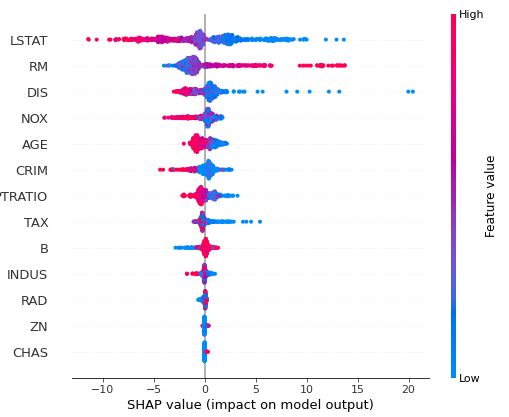 High
LSTAT
RM
DIS
NOX
AGE
CRIM
PTRATIO
TAX
B
INDUS
RAD
ZN
CHAS
Feature value
Low
−10 −5 0 5 10 15 20
SHAP value (impact on model output)